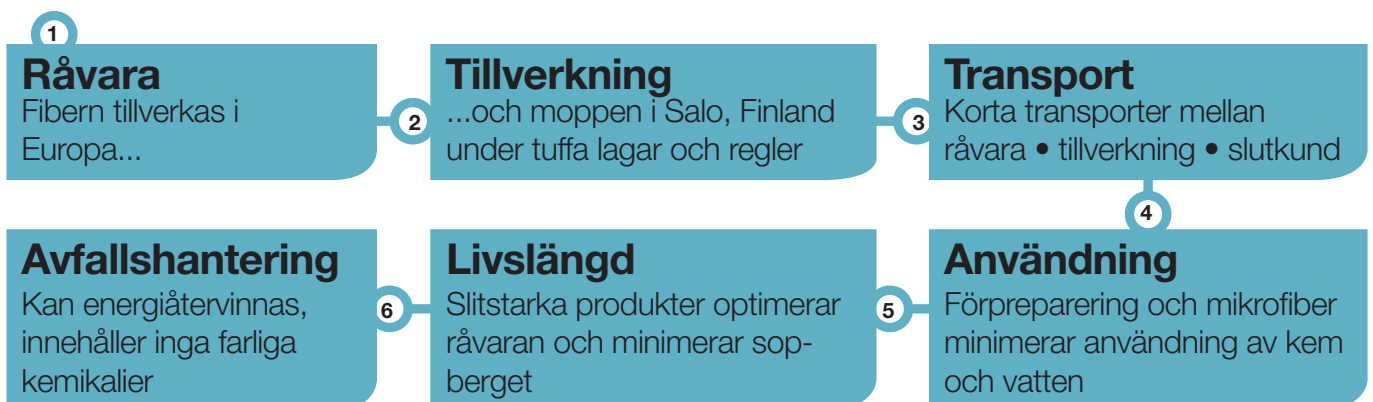 1
Råvara
Fibern tillverkas i
Europa...
2
Tillverkning
...och moppen i Salo, Finland
under tuffa lagar och regler
3
Transport
Korta transporter mellan
råvara • tillverkning • slutkund
4
Användning
Förpreparering och mikrofiber
minimerar användning av kem
och vatten
5
Livslängd
Slitstarka produkter optimerar
råvaran och minimerar sop-
berget
6
Avfallshantering
Kan energiåtervinnas,
innehåller inga farliga
kemikalier